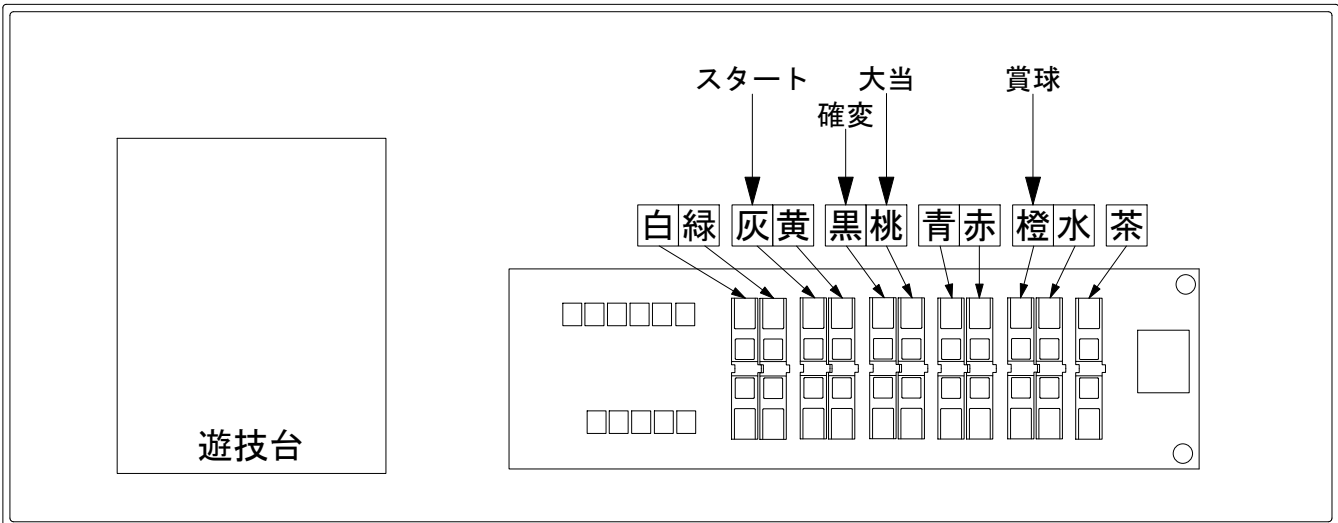 スタート 大当 賞球
確変
白 緑 灰 黄 黒 桃 青 赤 橙 水 茶
遊技台